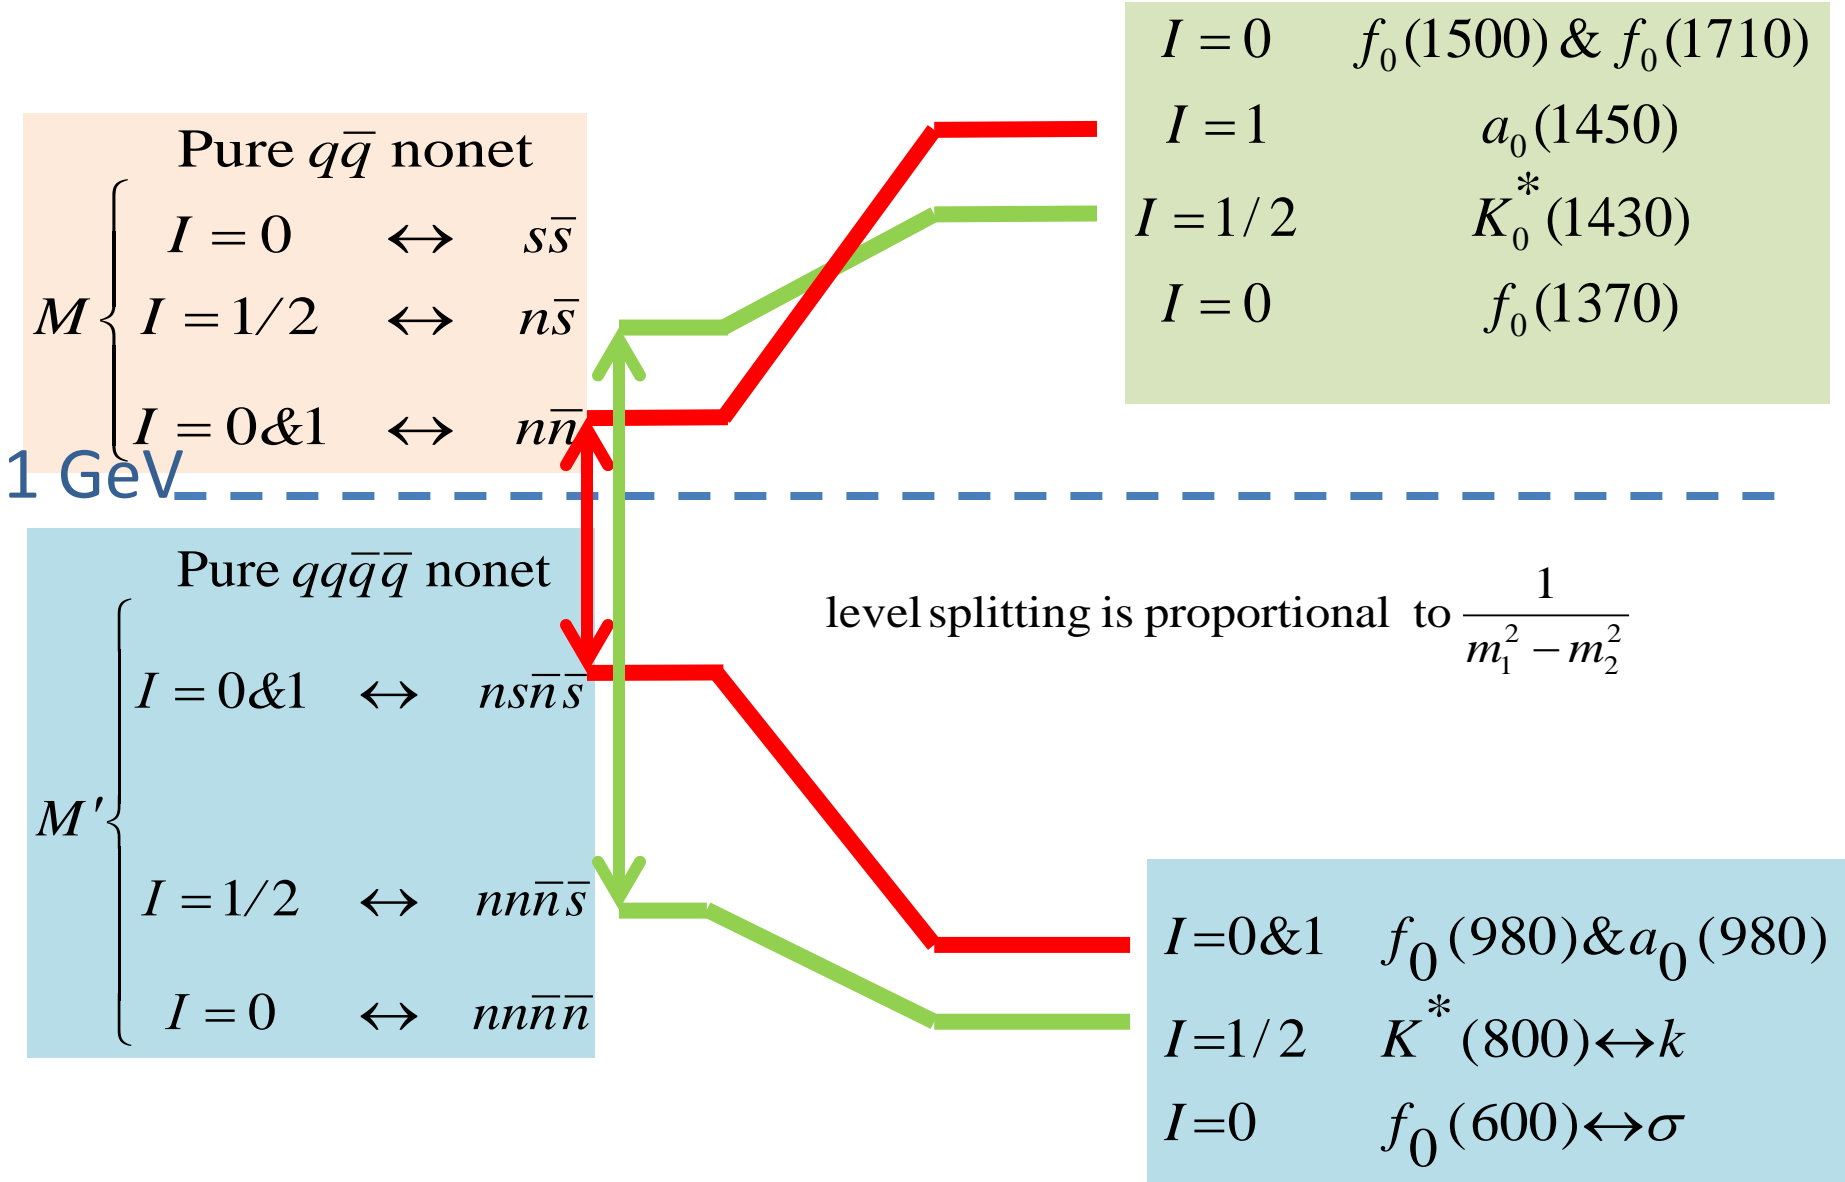 Pure qq̅ nonet
M
I = 0 ↔ ss̅
I = 1/2 ↔ ns̅
I = 0&1 ↔ nn̅
1 GeV
Pure qqq̅q̅ nonet
M′
I = 0&1 ↔ nsn̅s̅
I = 1/2 ↔ nnn̅s̅
I = 0 ↔ nnn̅n̅
I = 0 f₀(1500) & f₀(1710)
I = 1 a₀(1450)
I = 1/2 K₀*(1430)
I = 0 f₀(1370)
level splitting is proportional to 1/(m₁² − m₂²)
I=0&1 f₀(980)&a₀(980)
I=1/2 K*(800)↔k
I=0 f₀(600)↔σ